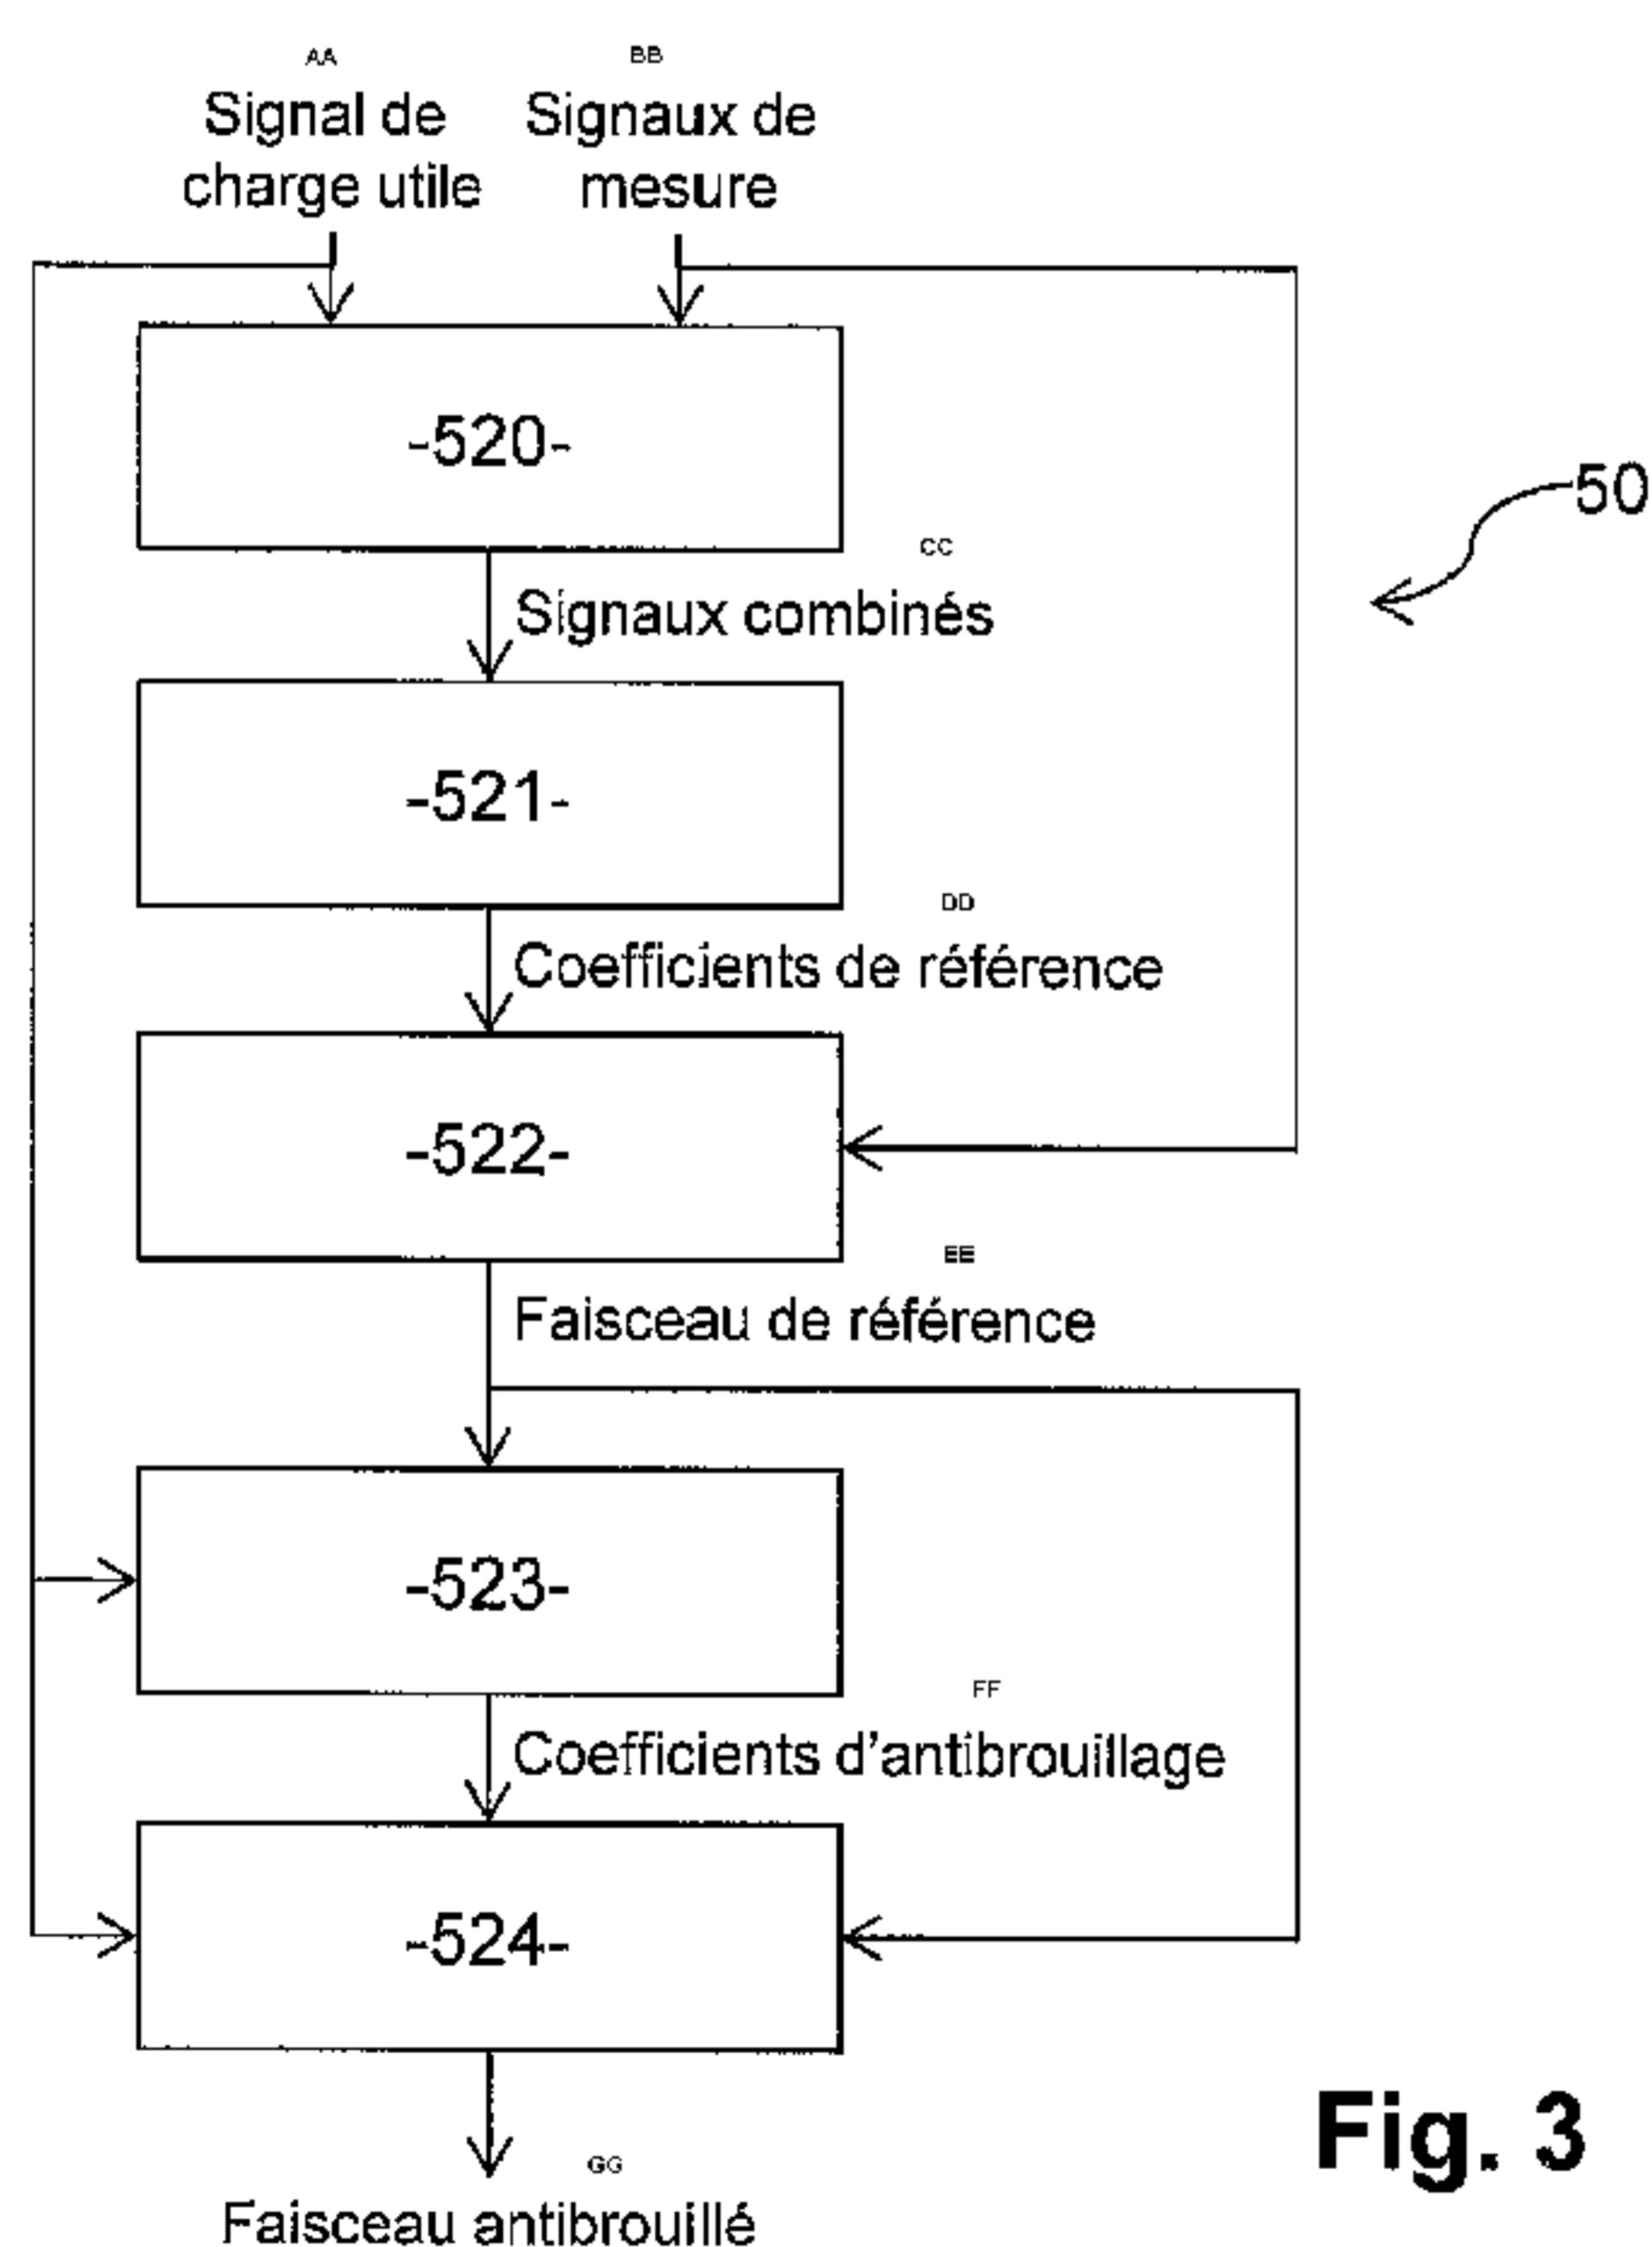 AA
Signal de
charge utile
BB
Signaux de
mesure
-520-
50
CC
Signaux combinés
-521-
DD
Coefficients de référence
-522-
EE
Faisceau de référence
-523-
FF
Coefficients d'antibrouillage
-524-
GG
Faisceau antibrouillé
Fig. 3